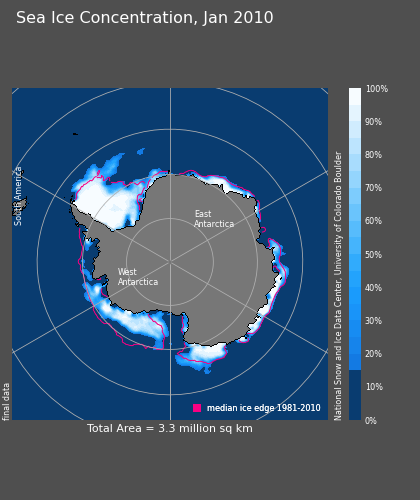 Sea Ice Concentration, Jan 2010
South America
East
Antarctica
West
Antarctica
final data
median ice edge 1981-2010
Total Area = 3.3 million sq km
National Snow and Ice Data Center, University of Colorado Boulder
100%
90%
80%
70%
60%
50%
40%
30%
20%
10%
0%